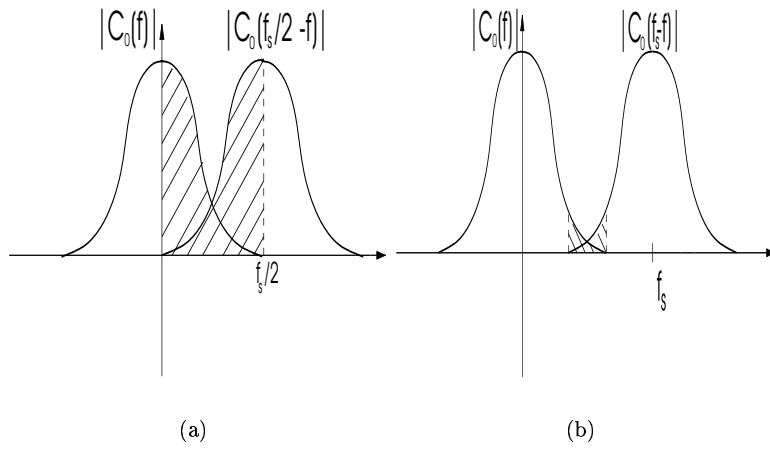 |C₀(f)| |C₀(fₛ/2 -f)|
fₛ/2
(a)
|C₀(f)| |C₀(fₛ-f)|
fₛ
(b)